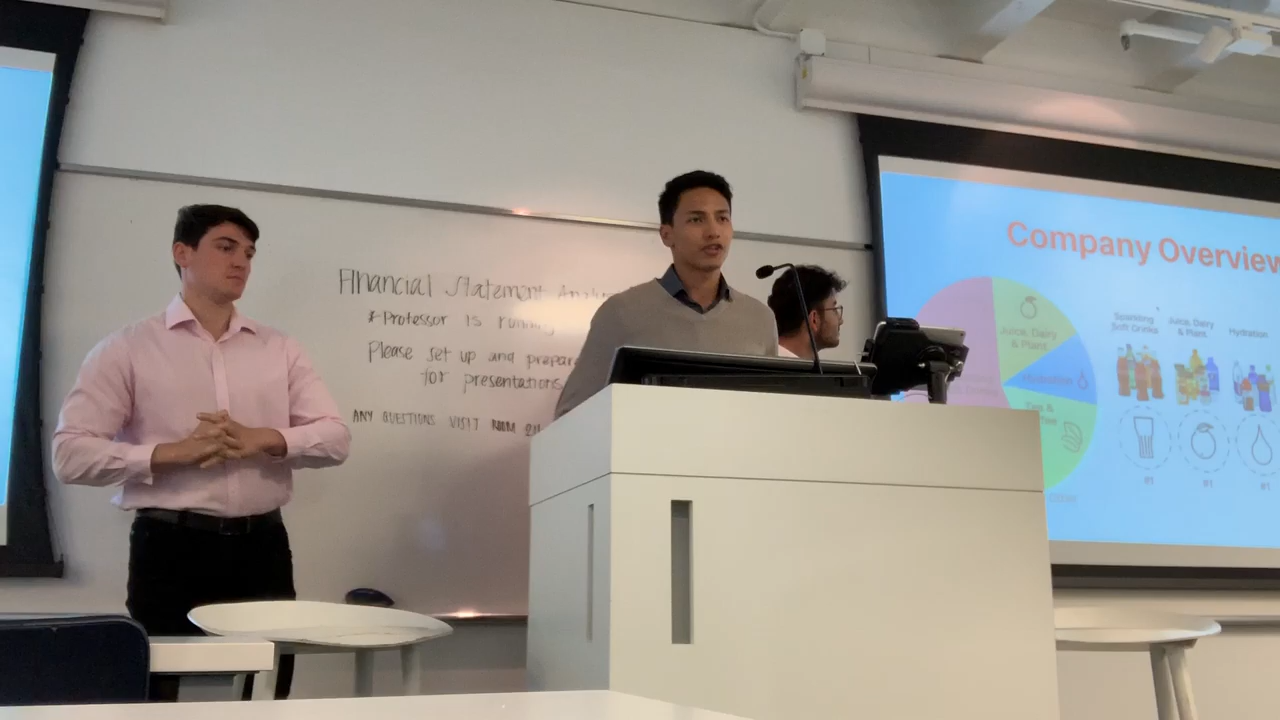 Financial Statement Analy
* Professor is running
Please set up and prepare
for presentations
ANY QUESTIONS VISIT ROOM
Company Overview
Juice, Dairy
& Plant
Hydration
Sparkling
Soft Drinks
Juice, Dairy
& Plant
Hydration
#1
#1
#1